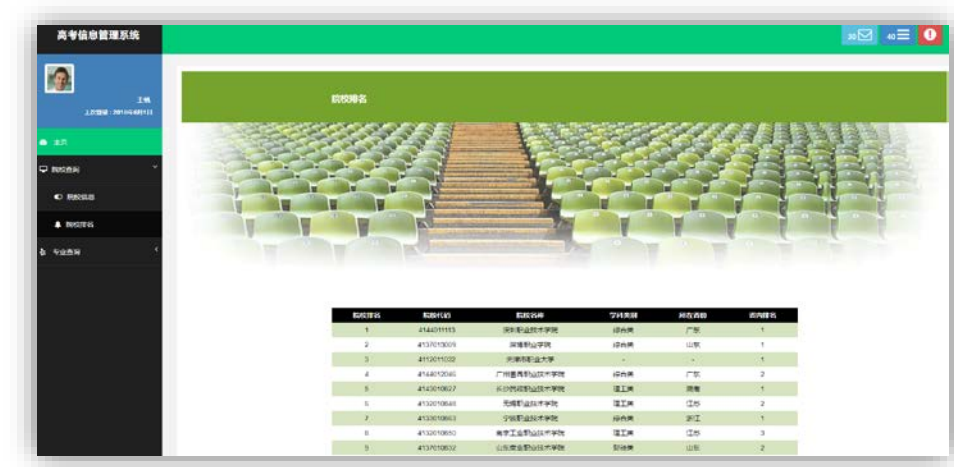 高考信息管理系统
30
40
王帆
主页
院校查询
院校信息
院校排名
专业查询
院校排名
院校排名 院校代码 院校名称 学科类别 所在省份 省内排名
1 4144011113 深圳职业技术学院 综合类 广东 1
2 淄博职业学院 综合类 山东 1
3 天津市职业大学 - - 1
4 广州番禺职业技术学院 综合类 广东 2
5 长沙民政职业技术学院 理工类 湖南 1
6 无锡职业技术学院 理工类 江苏 2
7 宁波职业技术学院 综合类 浙江 1
8 南京工业职业技术学院 理工类 江苏 3
9 山东商业职业技术学院 山东 2